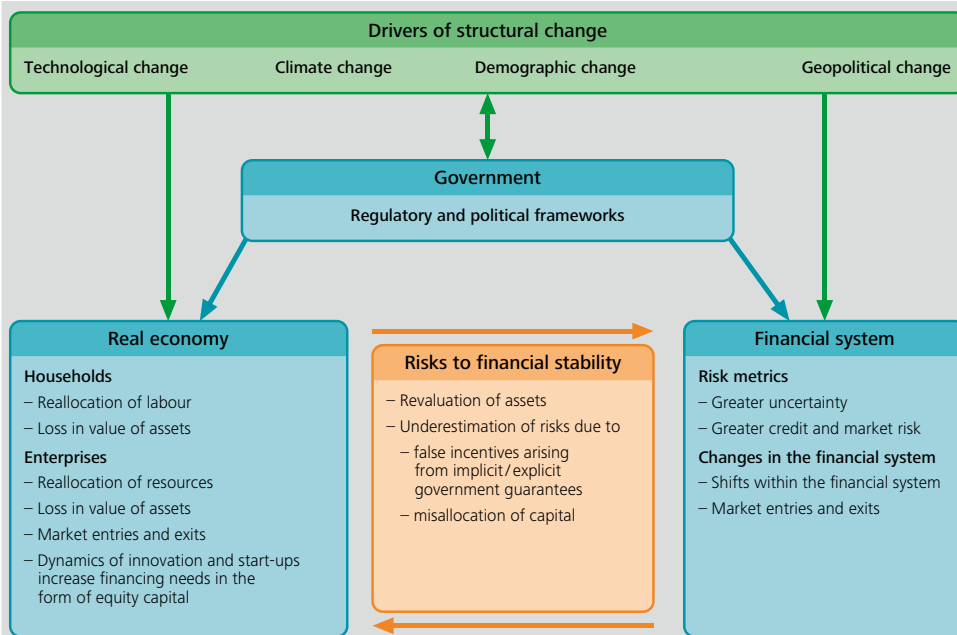 Drivers of structural change
Technological change
Climate change
Demographic change
Geopolitical change
Government
Regulatory and political frameworks
Real economy
Households
– Reallocation of labour
– Loss in value of assets
Enterprises
– Reallocation of resources
– Loss in value of assets
– Market entries and exits
– Dynamics of innovation and start-ups
increase financing needs in the
form of equity capital
Risks to financial stability
– Revaluation of assets
– Underestimation of risks due to
– false incentives arising
from implicit/explicit
government guarantees
– misallocation of capital
Financial system
Risk metrics
– Greater uncertainty
– Greater credit and market risk
Changes in the financial system
– Shifts within the financial system
– Market entries and exits